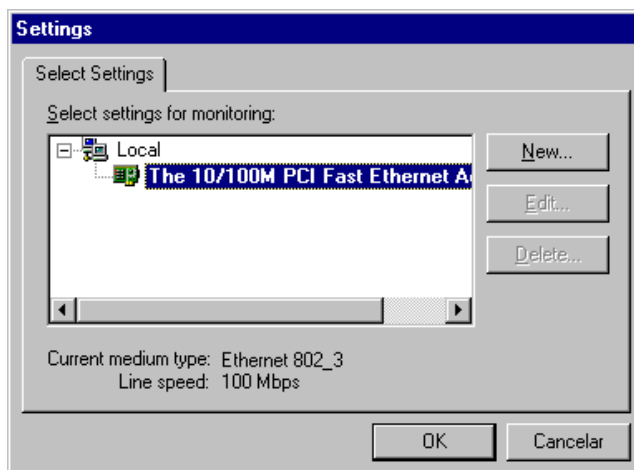 Settings
Select Settings
Select settings for monitoring:
Local
The 10/100M PCI Fast Ethernet
New...
Edit...
Delete...
Current medium type: Ethernet 802_3
Line speed: 100 Mbps
OK
Cancelar